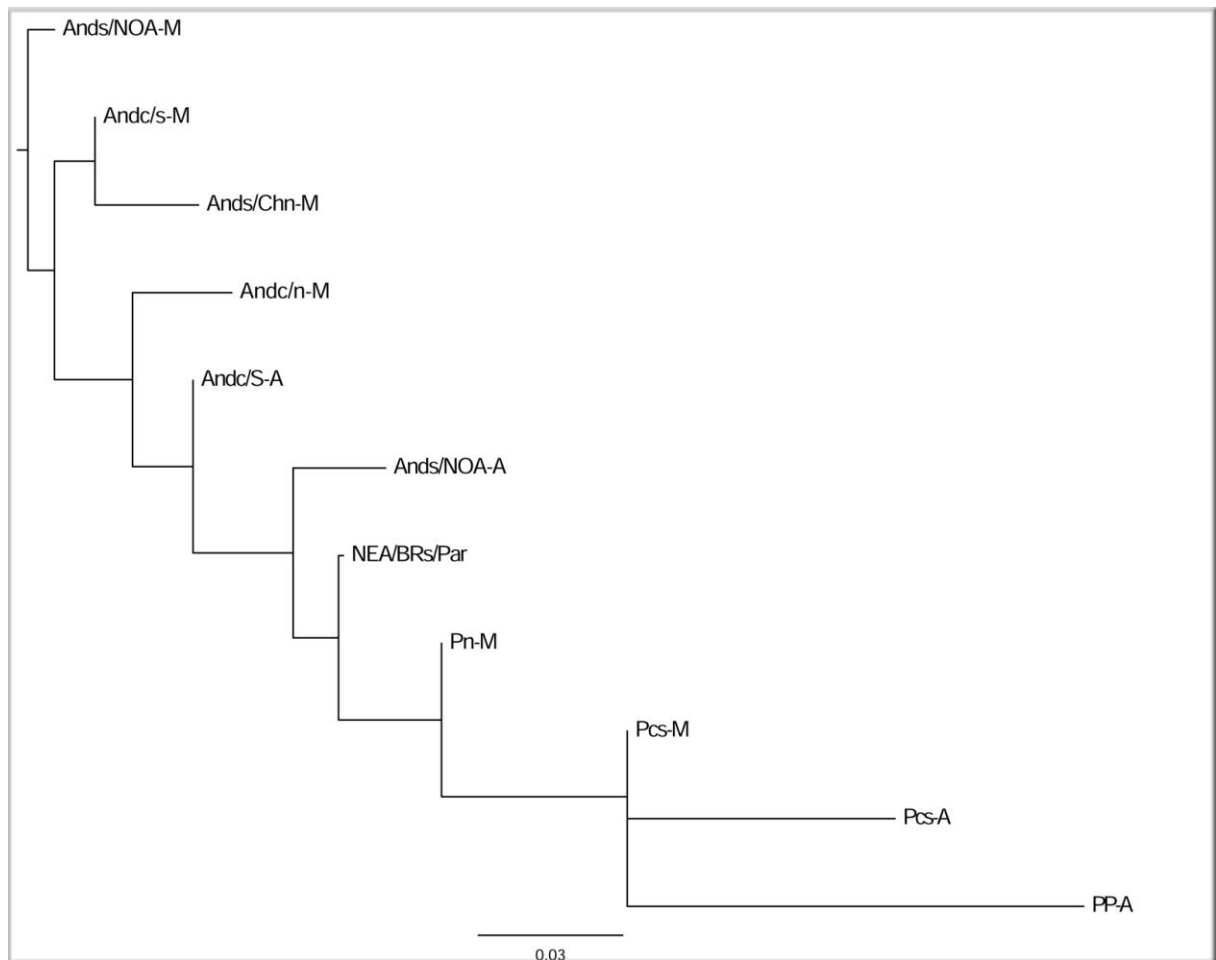 Ands/NOA-M
Andc/s-M
Ands/Chn-M
Andc/n-M
Andc/S-A
Ands/NOA-A
NEA/BRs/Par
Pn-M
Pcs-M
Pcs-A
PP-A
0.03